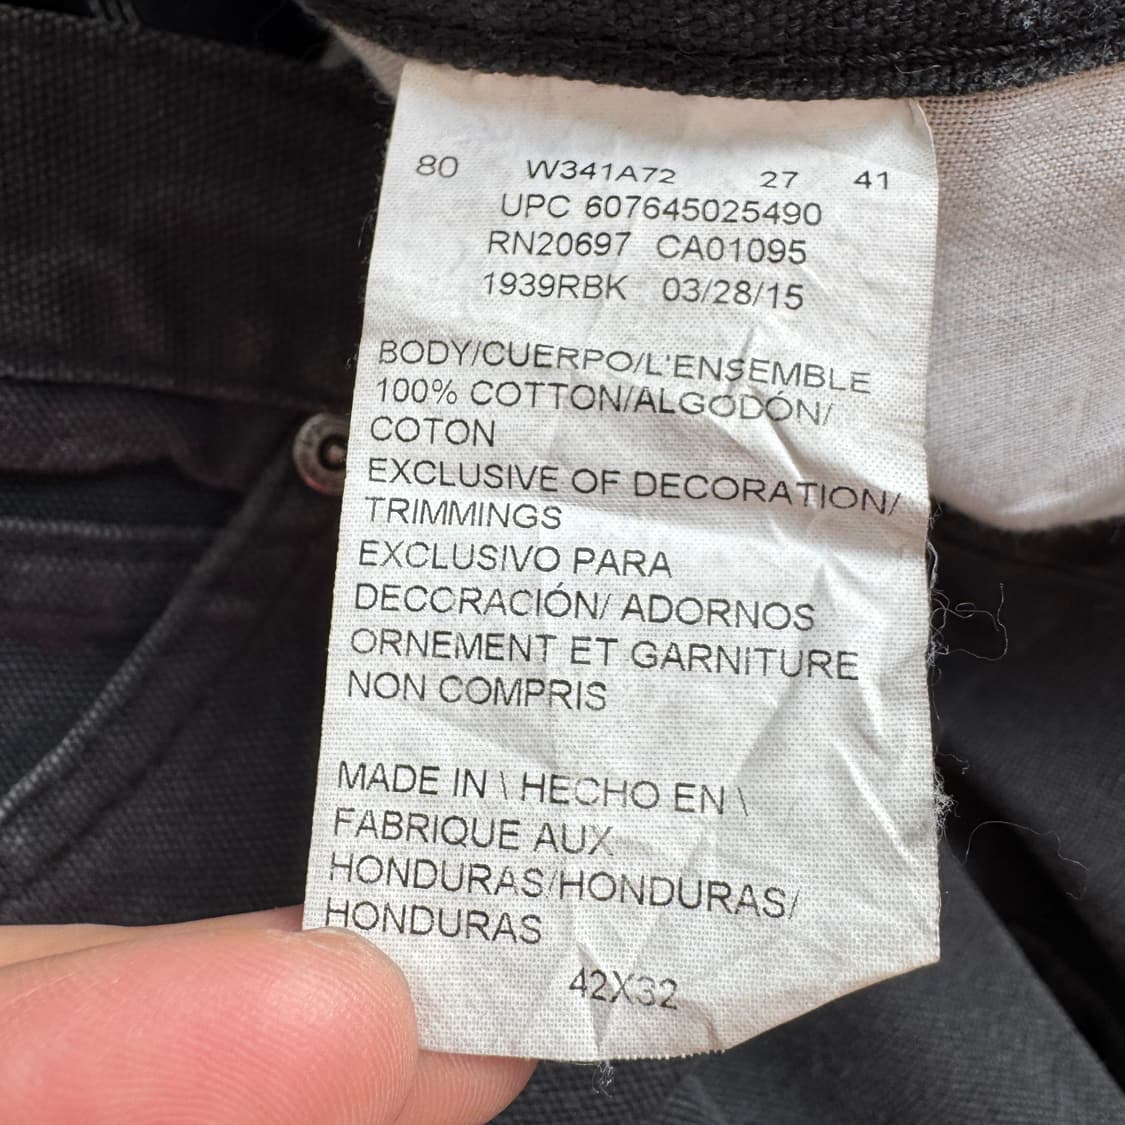 80 W341A72 27 41
UPC 607645025490
RN20697 CA01095
1939RBK 03/28/15
BODY/CUERPO/L'ENSEMBLE
100% COTTON/ALGODÓN/
COTON
EXCLUSIVE OF DECORATION/
TRIMMINGS
EXCLUSIVO PARA
DECCRACIÓN/ ADORNOS
ORNEMENT ET GARNITURE
NON COMPRIS
MADE IN \ HECHO EN \
FABRIQUE AUX
HONDURAS/HONDURAS/
HONDURAS
42X32